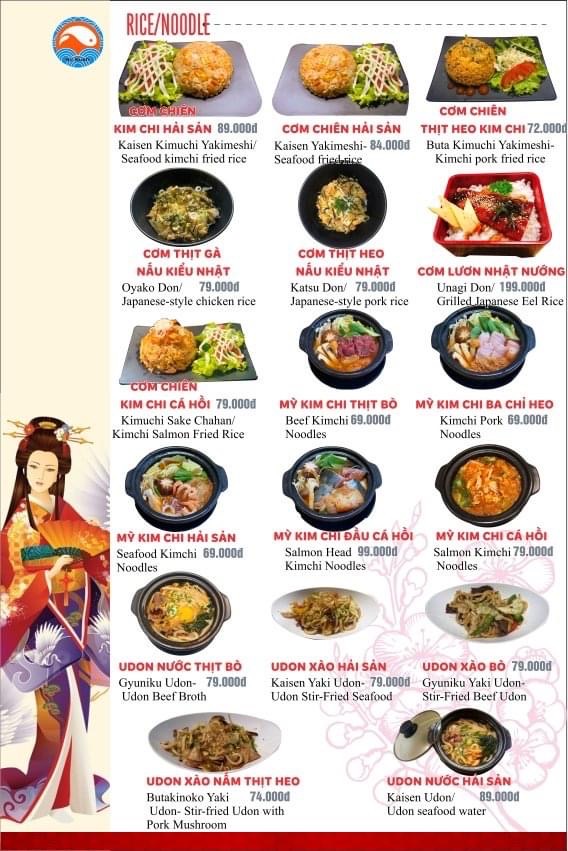 RICE/NOODLE
CƠM CHIÊN
KIM CHI HẢI SẢN 89.000đ
Kaisen Kimuchi Yakimeshi/
Seafood kimchi fried rice
CƠM CHIÊN HẢI SẢN
Kaisen Yakimeshi- 84.000đ
Seafood fried rice
CƠM CHIÊN
THỊT HEO KIM CHI 72.000đ
Buta Kimuchi Yakimeshi-
Kimchi pork fried rice
CƠM THỊT GÀ
NẤU KIỂU NHẬT
Oyako Don/ 79.000đ
Japanese-style chicken rice
CƠM THỊT HEO
NẤU KIỂU NHẬT
Katsu Don/ 79.000đ
Japanese-style pork rice
CƠM LƯƠN NHẬT NƯỚNG
Unagi Don/ 199.000đ
Grilled Japanese Eel Rice
CƠM CHIÊN
KIM CHI CÁ HỒI 79.000đ
Kimuchi Sake Chahan/
Kimchi Salmon Fried Rice
MỲ KIM CHI THỊT BÒ
Beef Kimchi 69.000đ
Noodles
MỲ KIM CHI BA CHỈ HEO
Kimchi Pork 69.000đ
Noodles
MỲ KIM CHI HẢI SẢN
Seafood Kimchi 69.000đ
Noodles
MỲ KIM CHI ĐẦU CÁ HỒI
Salmon Head 99.000đ
Kimchi Noodles
MỲ KIM CHI CÁ HỒI
Salmon Kimchi 79.000đ
Noodles
UDON NƯỚC THỊT BÒ
Gyuniku Udon- 79.000đ
Udon Beef Broth
UDON XÀO HẢI SẢN
Kaisen Yaki Udon- 79.000đ
Udon Stir-Fried Seafood
UDON XÀO BÒ 79.000đ
Gyuniku Yaki Udon-
Stir-Fried Beef Udon
UDON XÀO NẤM THỊT HEO
Butakinoko Yaki 74.000đ
Udon- Stir-fried Udon with
Pork Mushroom
UDON NƯỚC HẢI SẢN
Kaisen Udon/ 89.000đ
Udon seafood water